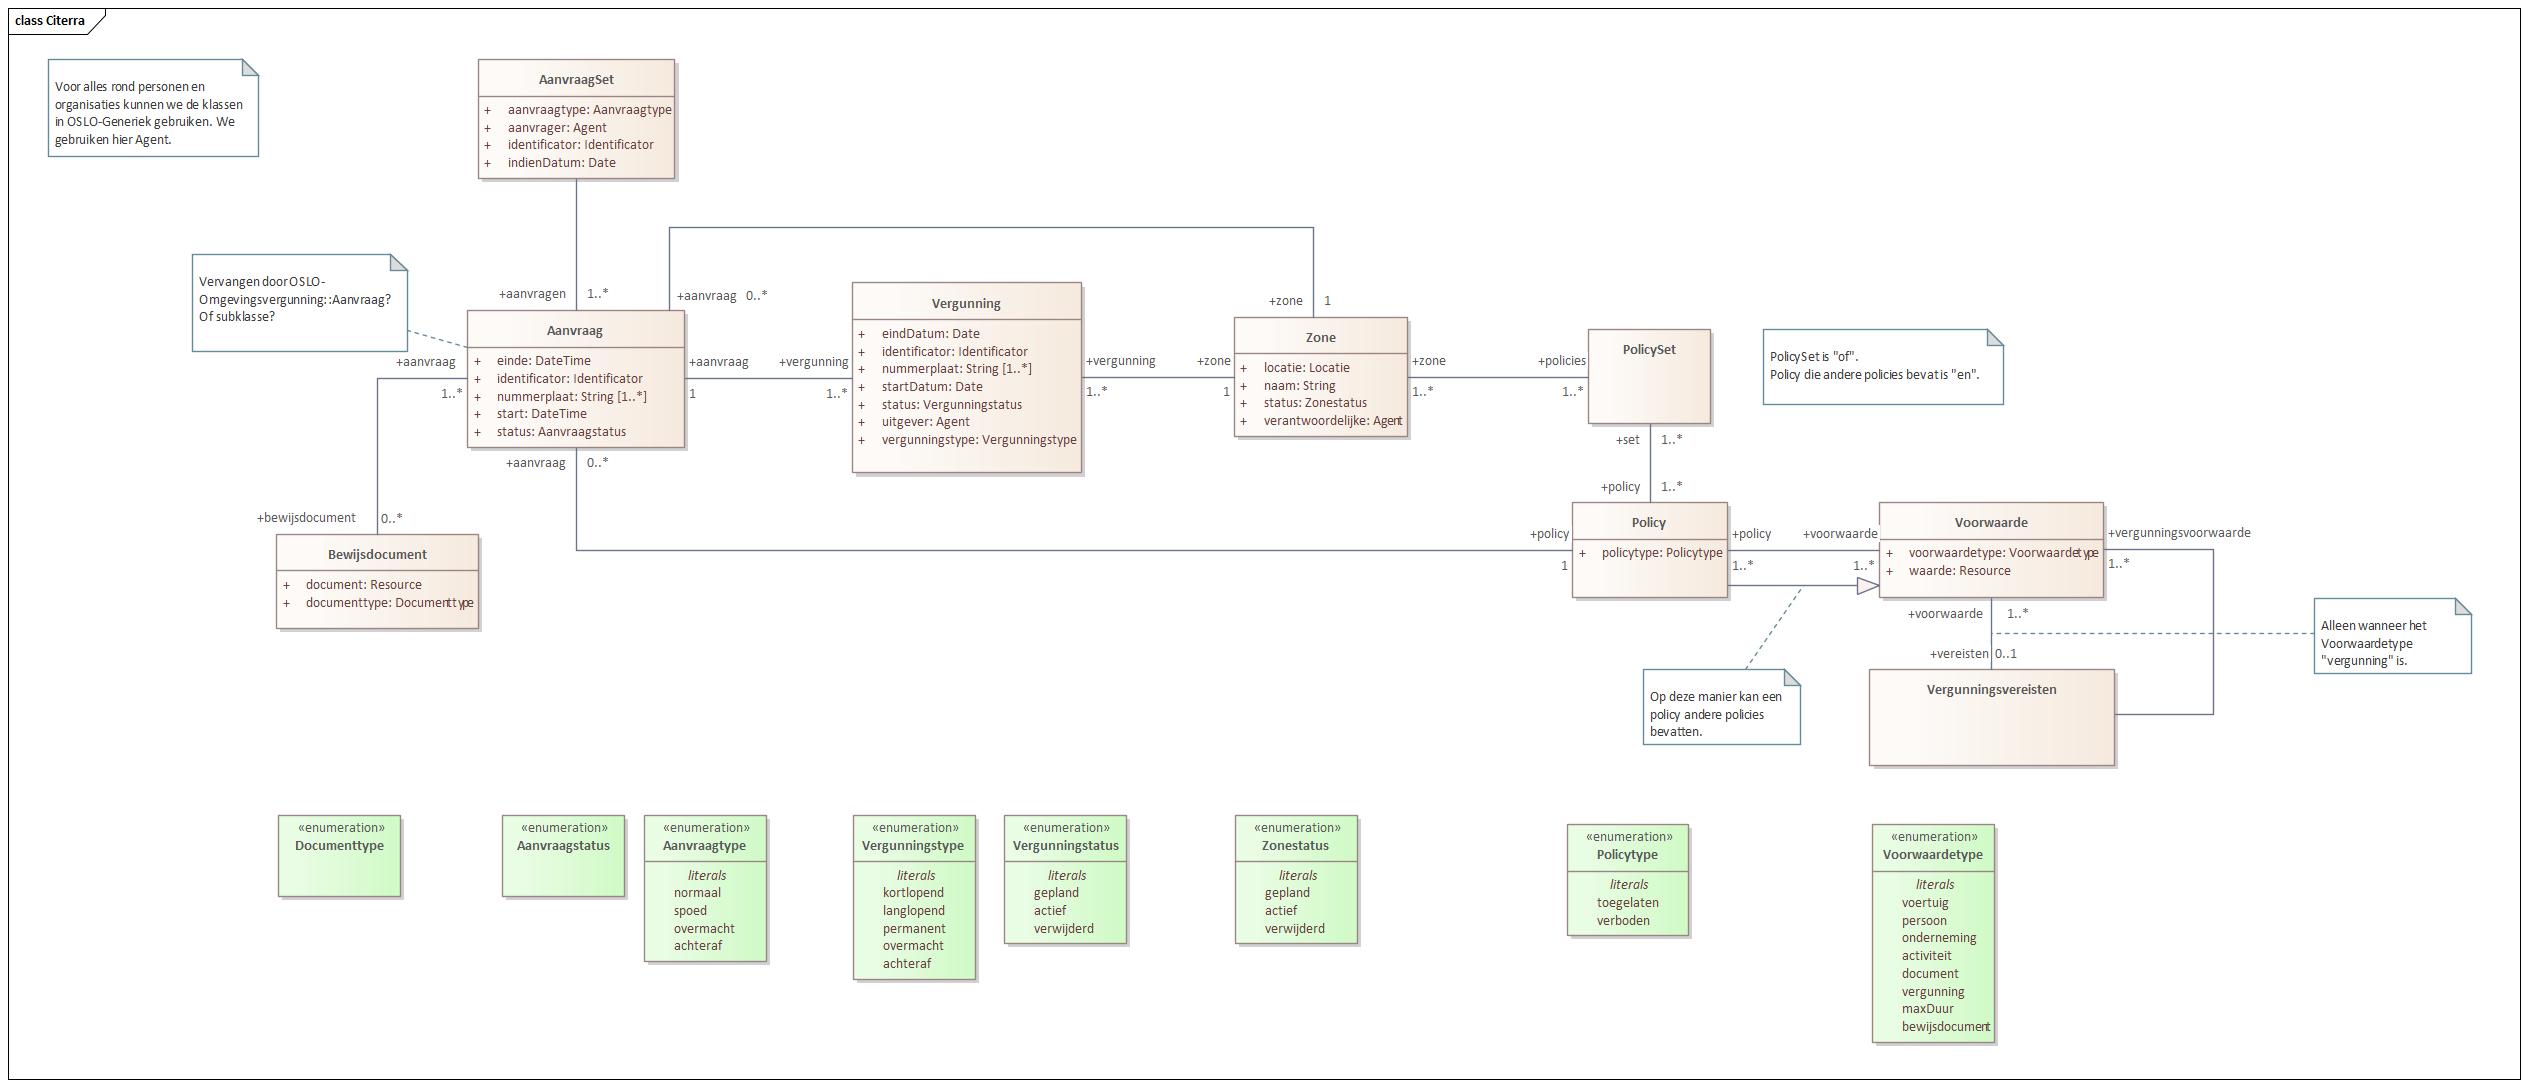 class Citerra
Voor alles rond personen en
organisaties kunnen we de klassen
in OSLO-Generiek gebruiken. We
gebruiken hier Agent.
AanvraagSet
+ aanvraagtype: Aanvraagtype
+ aanvrager: Agent
+ identificator: Identificator
+ indienDatum: Date
Vervangen door OSLO-
Omgevingsvergunning::Aanvraag?
Of subklasse?
+aanvragen 1..*
+aanvraag 0..*
Aanvraag
+ einde: DateTime
+ identificator: Identificator
+ nummerplaat: String [1..*]
+ start: DateTime
+ status: Aanvraagstatus
+aanvraag
1..*
+bewijsdocument 0..*
Bewijsdocument
+ document: Resource
+ documenttype: Documenttype
+aanvraag
1
+vergunning
1..*
Vergunning
+ eindDatum: Date
+ identificator: Identificator
+ nummerplaat: String [1..*]
+ startDatum: Date
+ status: Vergunningstatus
+ uitgever: Agent
+ vergunningstype: Vergunningstype
+vergunning
1..*
+zone
1
+zone 1
Zone
+ locatie: Locatie
+ naam: String
+ status: Zonestatus
+ verantwoordelijke: Agent
+zone
1..*
+policies
1..*
PolicySet
PolicySet is "of".
Policy die andere policies bevat is "en".
+set 1..*
+policy 1..*
+aanvraag 0..*
+policy
1
Policy
+ policytype: Policytype
+policy
1..*
+voorwaarde
1..*
Voorwaarde
+ voorwaardetype: Voorwaardetype
+ waarde: Resource
+vergunningsvoorwaarde
1..*
+voorwaarde 1..*
+vereisten 0..1
Vergunningsvereisten
Alleen wanneer het
Voorwaardetype
"vergunning" is.
Op deze manier kan een
policy andere policies
bevatten.
«enumeration»
Documenttype
«enumeration»
Aanvraagstatus
«enumeration»
Aanvraagtype
literals
normaal
spoed
overmacht
achteraf
«enumeration»
Vergunningstype
literals
kortlopend
langlopend
permanent
overmacht
achteraf
«enumeration»
Vergunningstatus
literals
gepland
actief
verwijderd
«enumeration»
Zonestatus
literals
gepland
actief
verwijderd
«enumeration»
Policytype
literals
toegelaten
verboden
«enumeration»
Voorwaardetype
literals
voertuig
persoon
onderneming
activiteit
document
vergunning
maxDuur
bewijsdocument